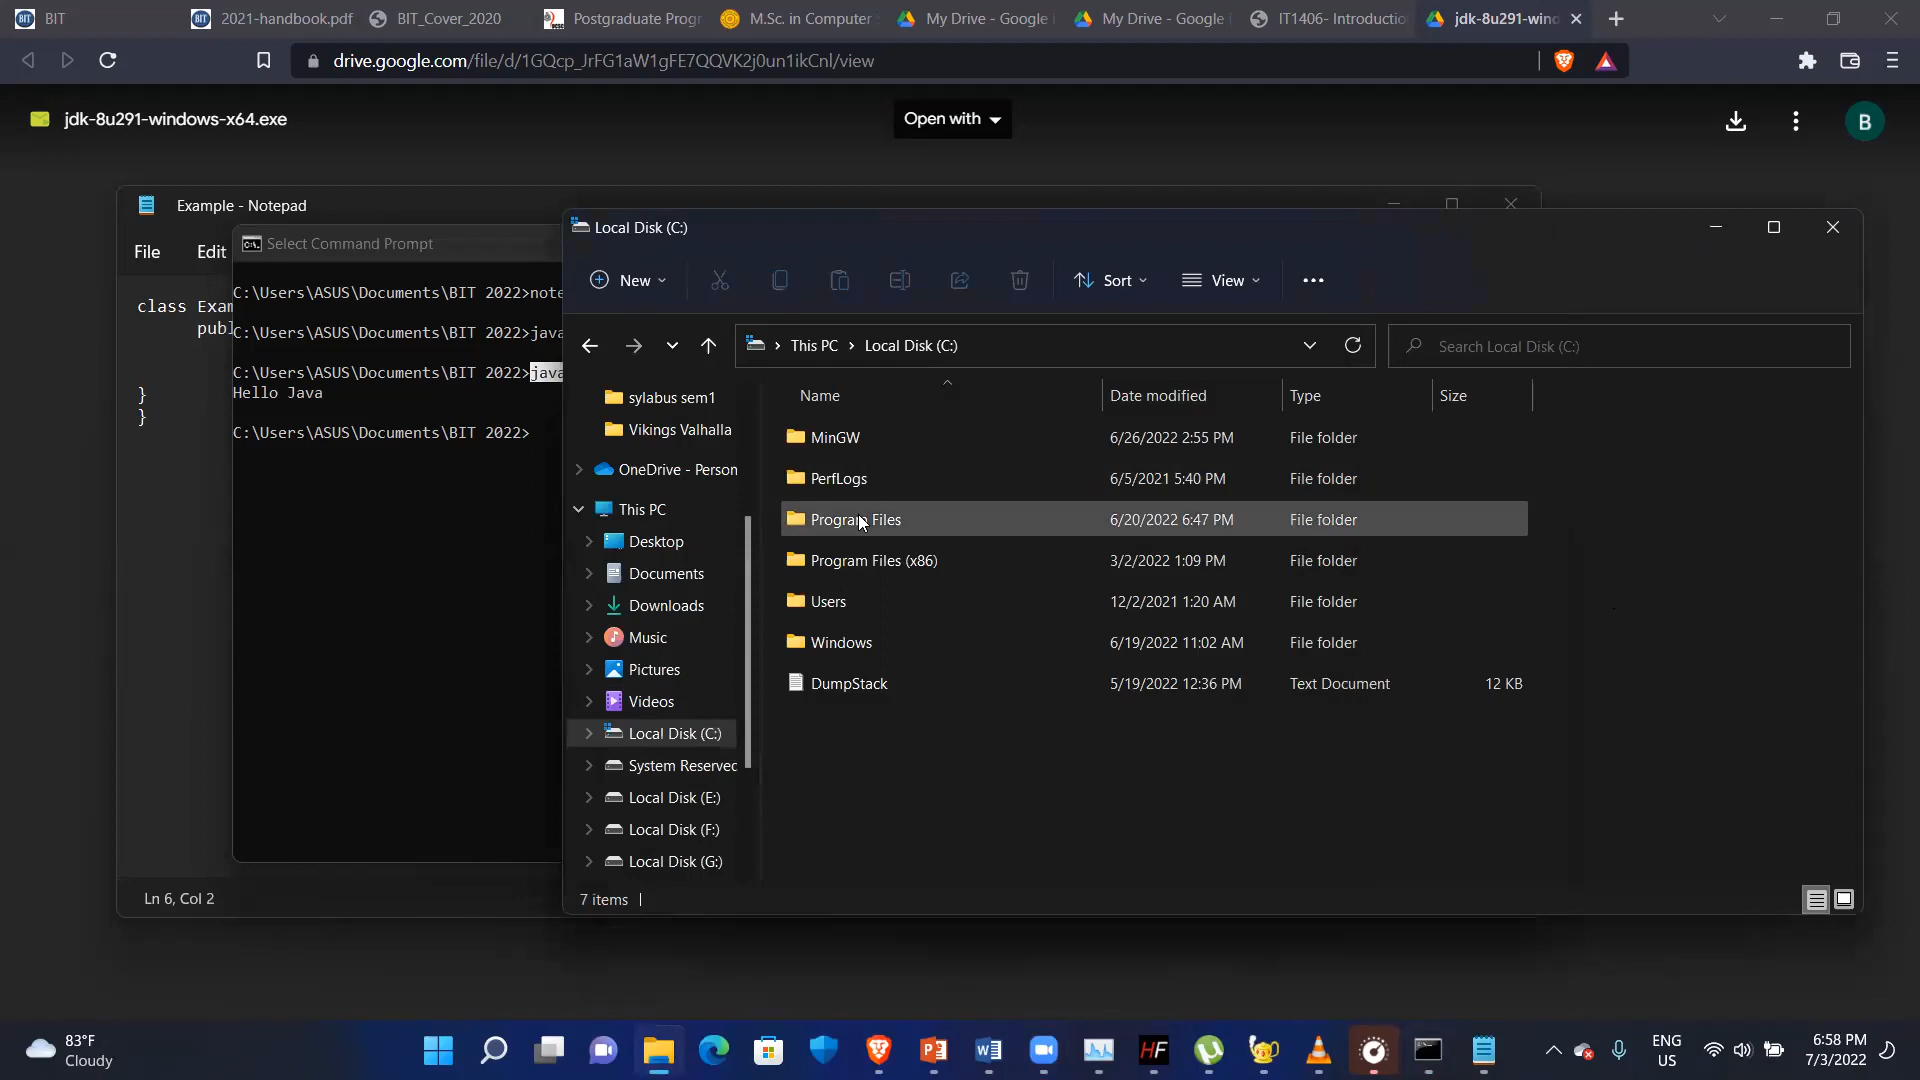 BIT
2021-handbook.pdf
BIT_Cover_2020
Postgraduate Progr
M.Sc. in Computer
My Drive - Google
My Drive - Google
IT1406- Introductio
jdk-8u291-wind
drive.google.com/file/d/1GQcp_JrFG1aW1gFE7QQVK2j0un1ikCnl/view
jdk-8u291-windows-x64.exe
Open with
B
Example - Notepad
File Edit
class Exam
publ
}
}
Ln 6, Col 2
Select Command Prompt
C:\Users\ASUS\Documents\BIT 2022>note
C:\Users\ASUS\Documents\BIT 2022>java
C:\Users\ASUS\Documents\BIT 2022>java
Hello Java
C:\Users\ASUS\Documents\BIT 2022>
Local Disk (C:)
New Sort View
This PC > Local Disk (C:)
Search Local Disk (C:)
sylabus sem1
Vikings Valhalla
OneDrive - Person
This PC
Desktop
Documents
Downloads
Music
Pictures
Videos
Local Disk (C:)
System Reserved
Local Disk (E:)
Local Disk (F:)
Local Disk (G:)
Name Date modified Type Size
MinGW 6/26/2022 2:55 PM File folder
PerfLogs 6/5/2021 5:40 PM File folder
Program Files 6/20/2022 6:47 PM File folder
Program Files (x86) 3/2/2022 1:09 PM File folder
Users 12/2/2021 1:20 AM File folder
Windows 6/19/2022 11:02 AM File folder
DumpStack 5/19/2022 12:36 PM Text Document 12 KB
7 items
83°F
Cloudy
HF
ENG
US
6:58 PM
7/3/2022